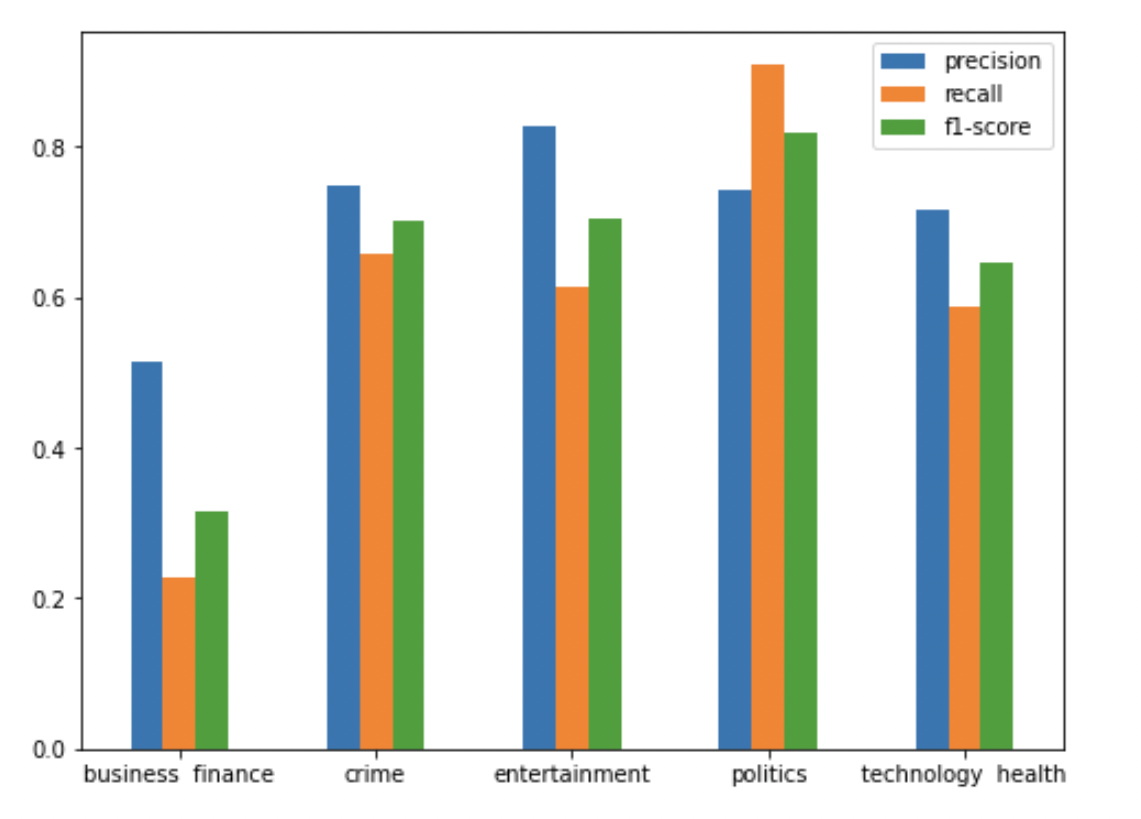 precision
recall
f1-score
0.8
0.6
0.4
0.2
0.0
business finance
crime
entertainment
politics
technology health